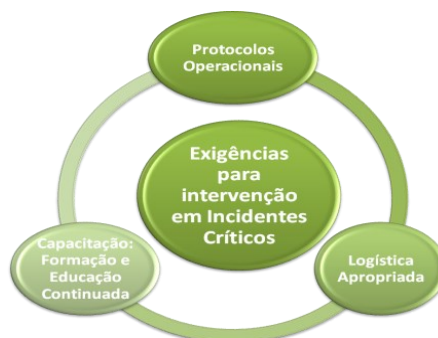 Protocolos
Operacionais
Exigências
para
intervenção
em Incidentes
Críticos
Capacitação:
Formação e
Educação
Continuada
Logística
Apropriada